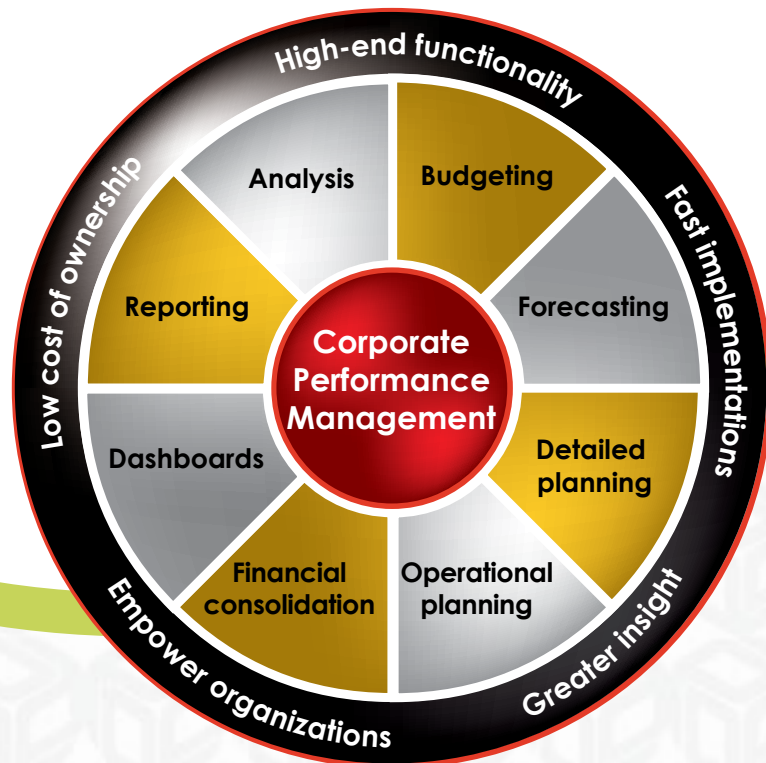 High-end functionality
Fast implementations
Greater insight
Empower organizations
Low cost of ownership
Analysis
Budgeting
Forecasting
Detailed
planning
Operational
planning
Financial
consolidation
Dashboards
Reporting
Corporate
Performance
Management